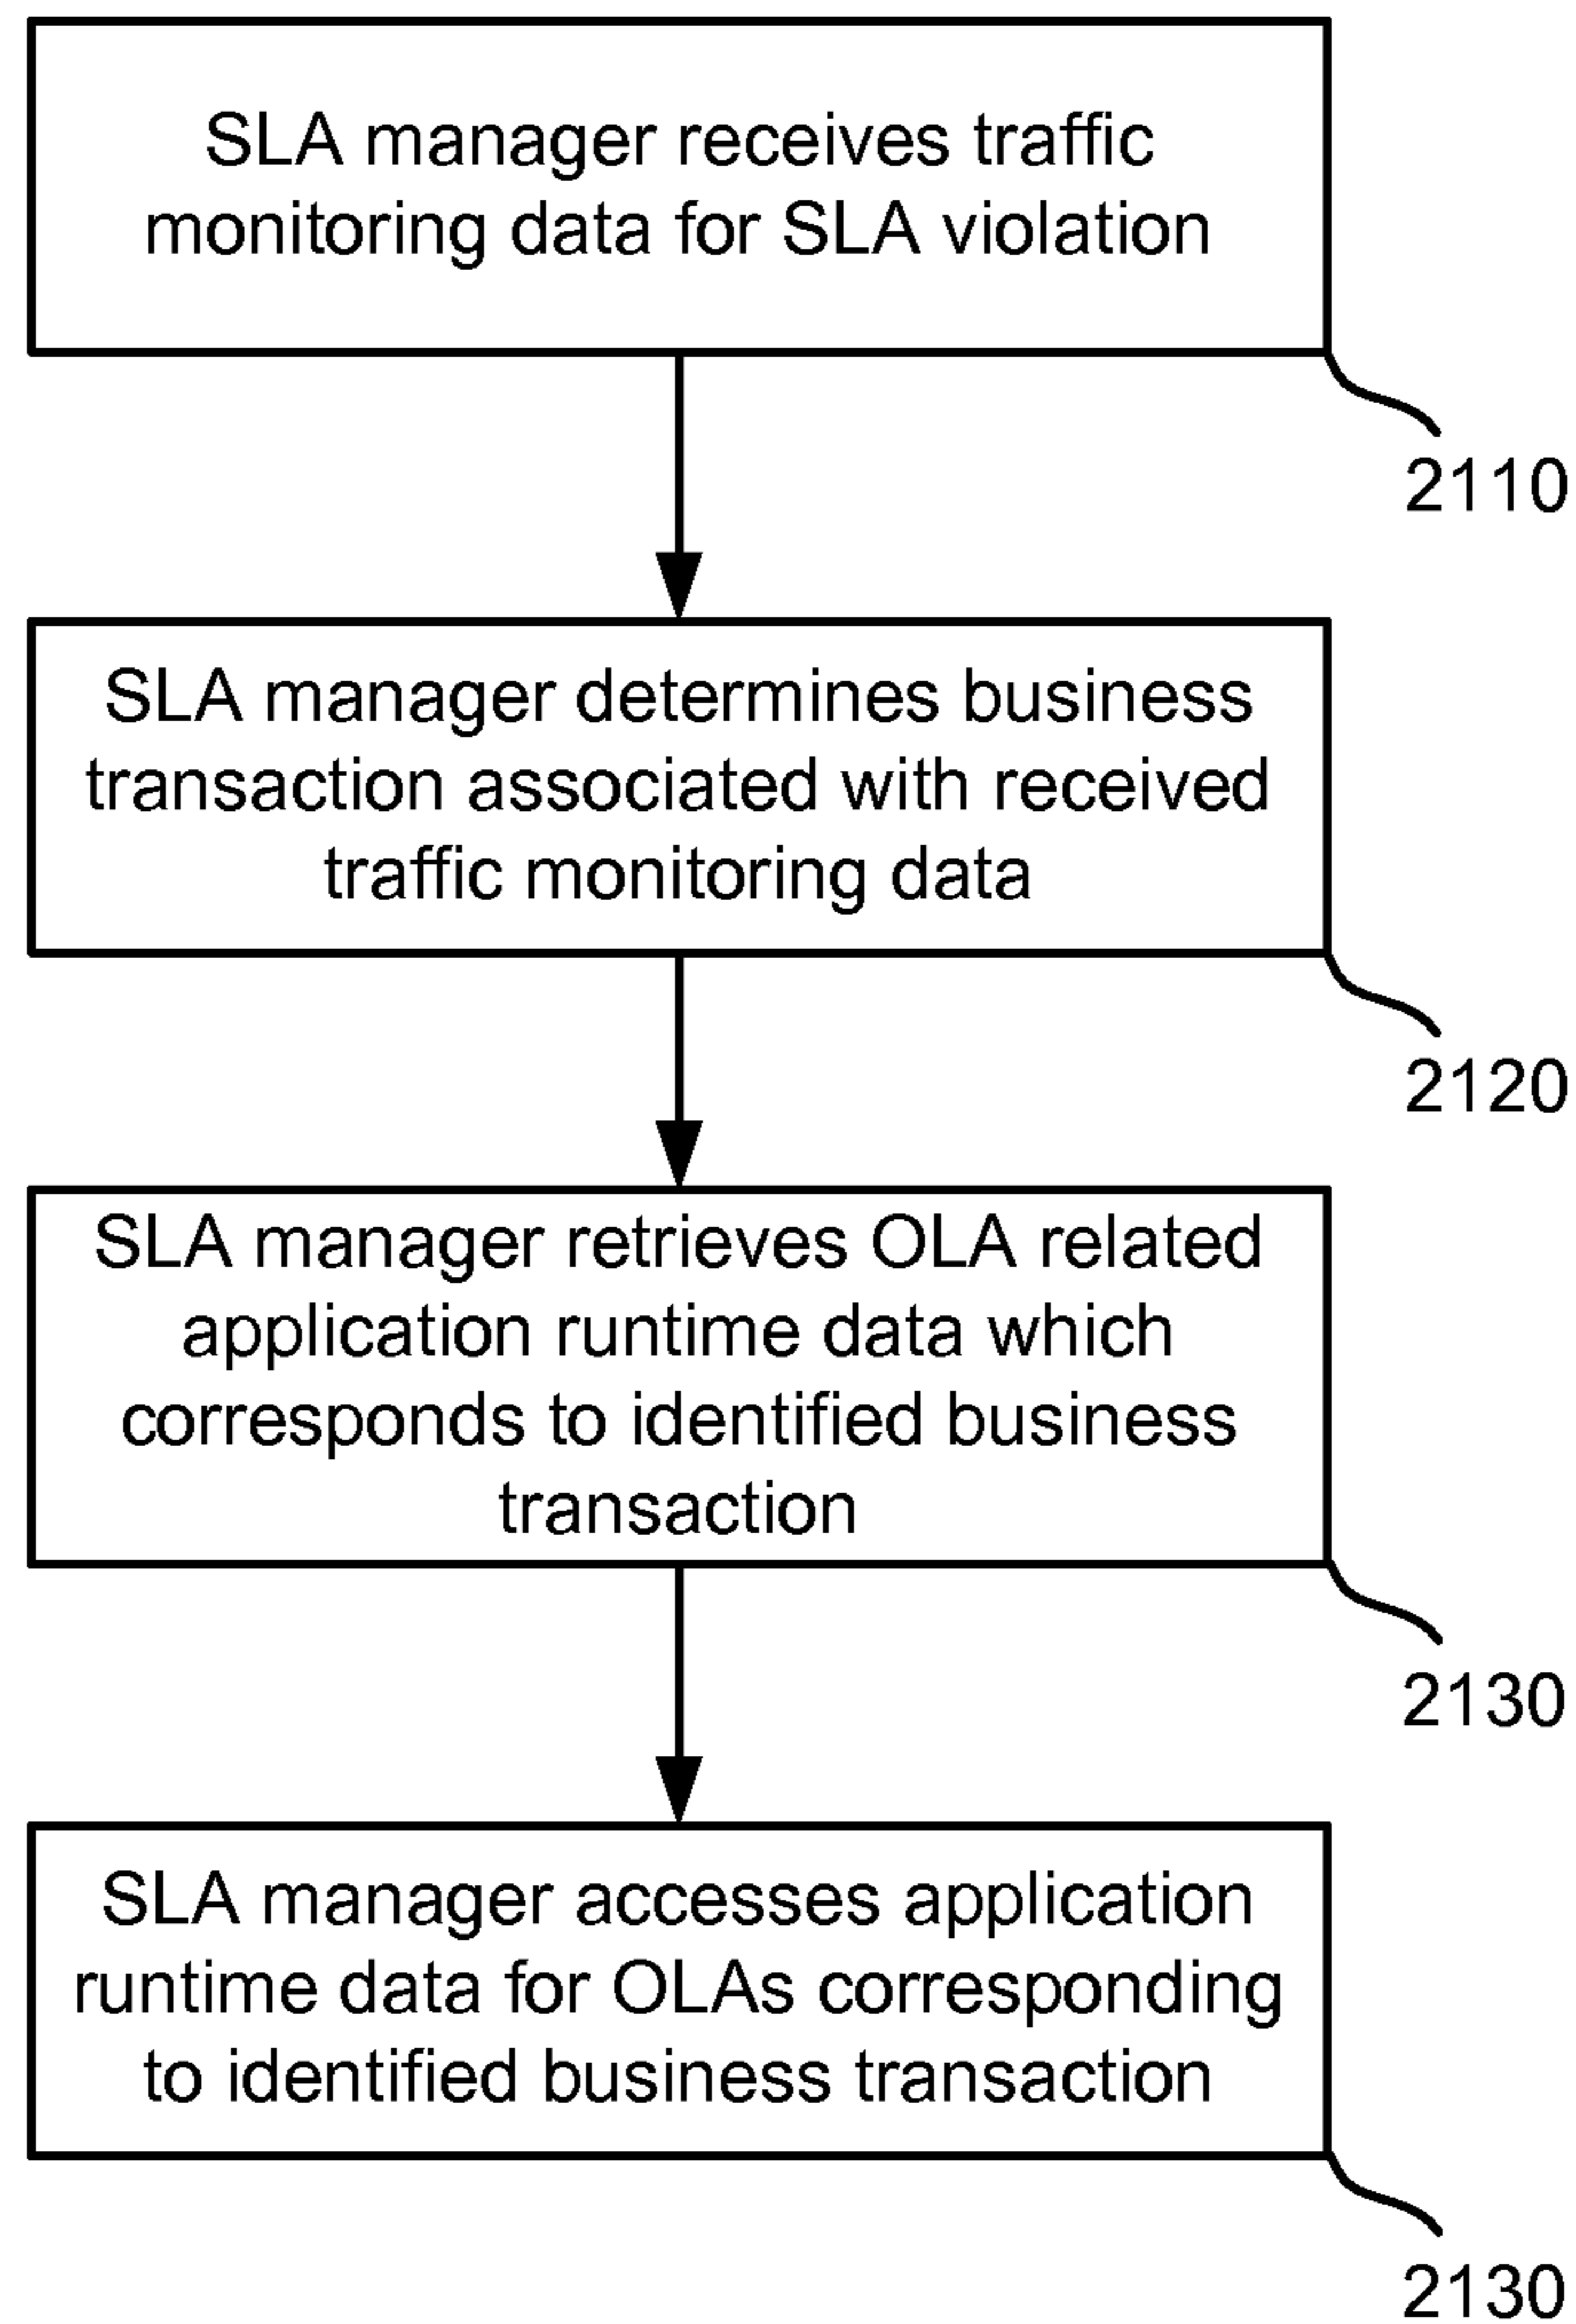 SLA manager receives traffic
monitoring data for SLA violation
2110
SLA manager determines business
transaction associated with received
traffic monitoring data
2120
SLA manager retrieves OLA related
application runtime data which
corresponds to identified business
transaction
2130
SLA manager accesses application
runtime data for OLAs corresponding
to identified business transaction
2130